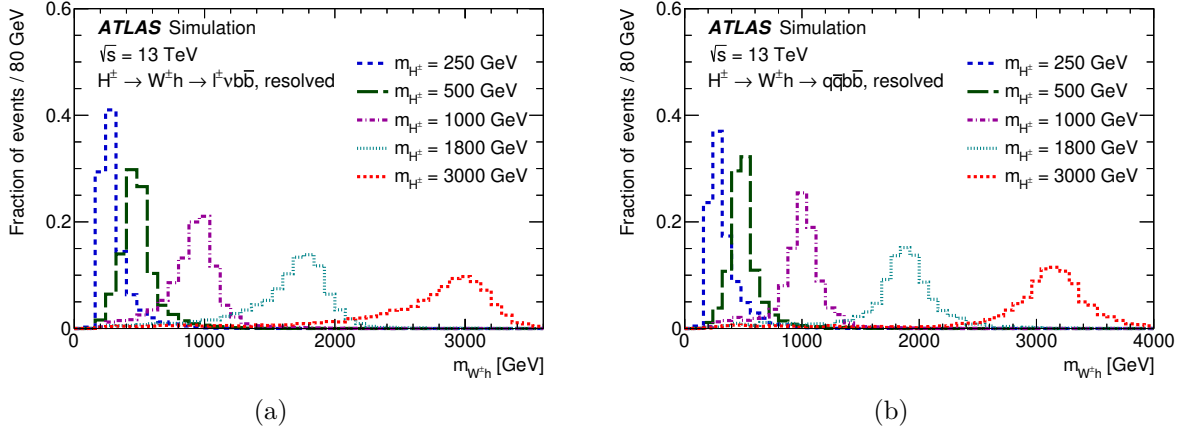 ATLAS Simulation
√s = 13 TeV
H± → W±h → l±νbb̄, resolved
m_H± = 250 GeV
m_H± = 500 GeV
m_H± = 1000 GeV
m_H± = 1800 GeV
m_H± = 3000 GeV
Fraction of events / 80 GeV
0.6
0.4
0.2
0
0 1000 2000 3000
m_W±h [GeV]
(a)
ATLAS Simulation
√s = 13 TeV
H± → W±h → qq̄bb̄, resolved
m_H± = 250 GeV
m_H± = 500 GeV
m_H± = 1000 GeV
m_H± = 1800 GeV
m_H± = 3000 GeV
Fraction of events / 80 GeV
0.6
0.4
0.2
0
0 1000 2000 3000 4000
m_W±h [GeV]
(b)